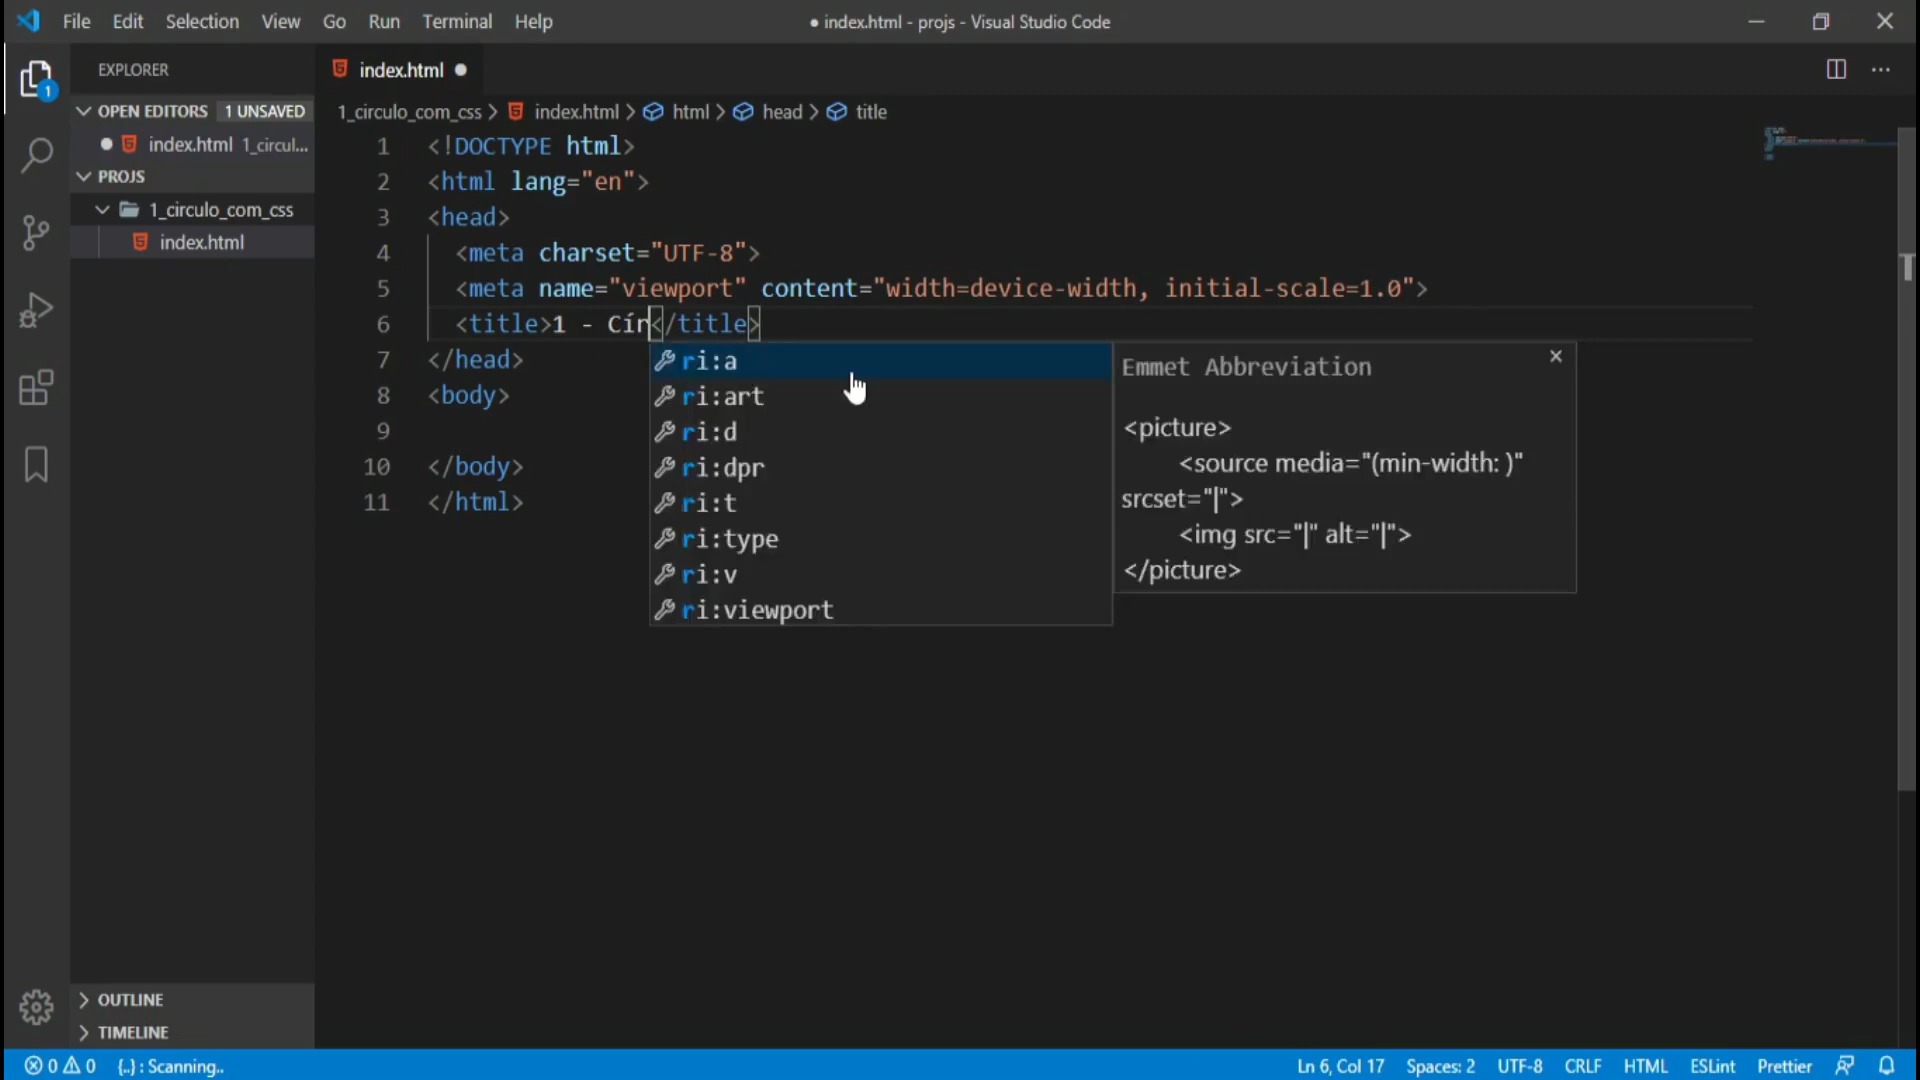 File Edit Selection View Go Run Terminal Help
● index.html - projs - Visual Studio Code
EXPLORER
OPEN EDITORS 1 UNSAVED
index.html 1_circul...
PROJS
1_circulo_com_css
index.html
OUTLINE
TIMELINE
1
index.html
1_circulo_com_css > index.html > html > head > title
1 <!DOCTYPE html>
2 <html lang="en">
3 <head>
4 <meta charset="UTF-8">
5 <meta name="viewport" content="width=device-width, initial-scale=1.0">
6 <title>1 - Cír</title>
7 </head>
8 <body>
9
10 </body>
11 </html>
ri:a
ri:art
ri:d
ri:dpr
ri:t
ri:type
ri:v
ri:viewport
Emmet Abbreviation
<picture>
<source media="(min-width: )"
srcset="|">
<img src="|" alt="|">
</picture>
0 0 {..} : Scanning..
Ln 6, Col 17 Spaces: 2 UTF-8 CRLF HTML ESLint Prettier